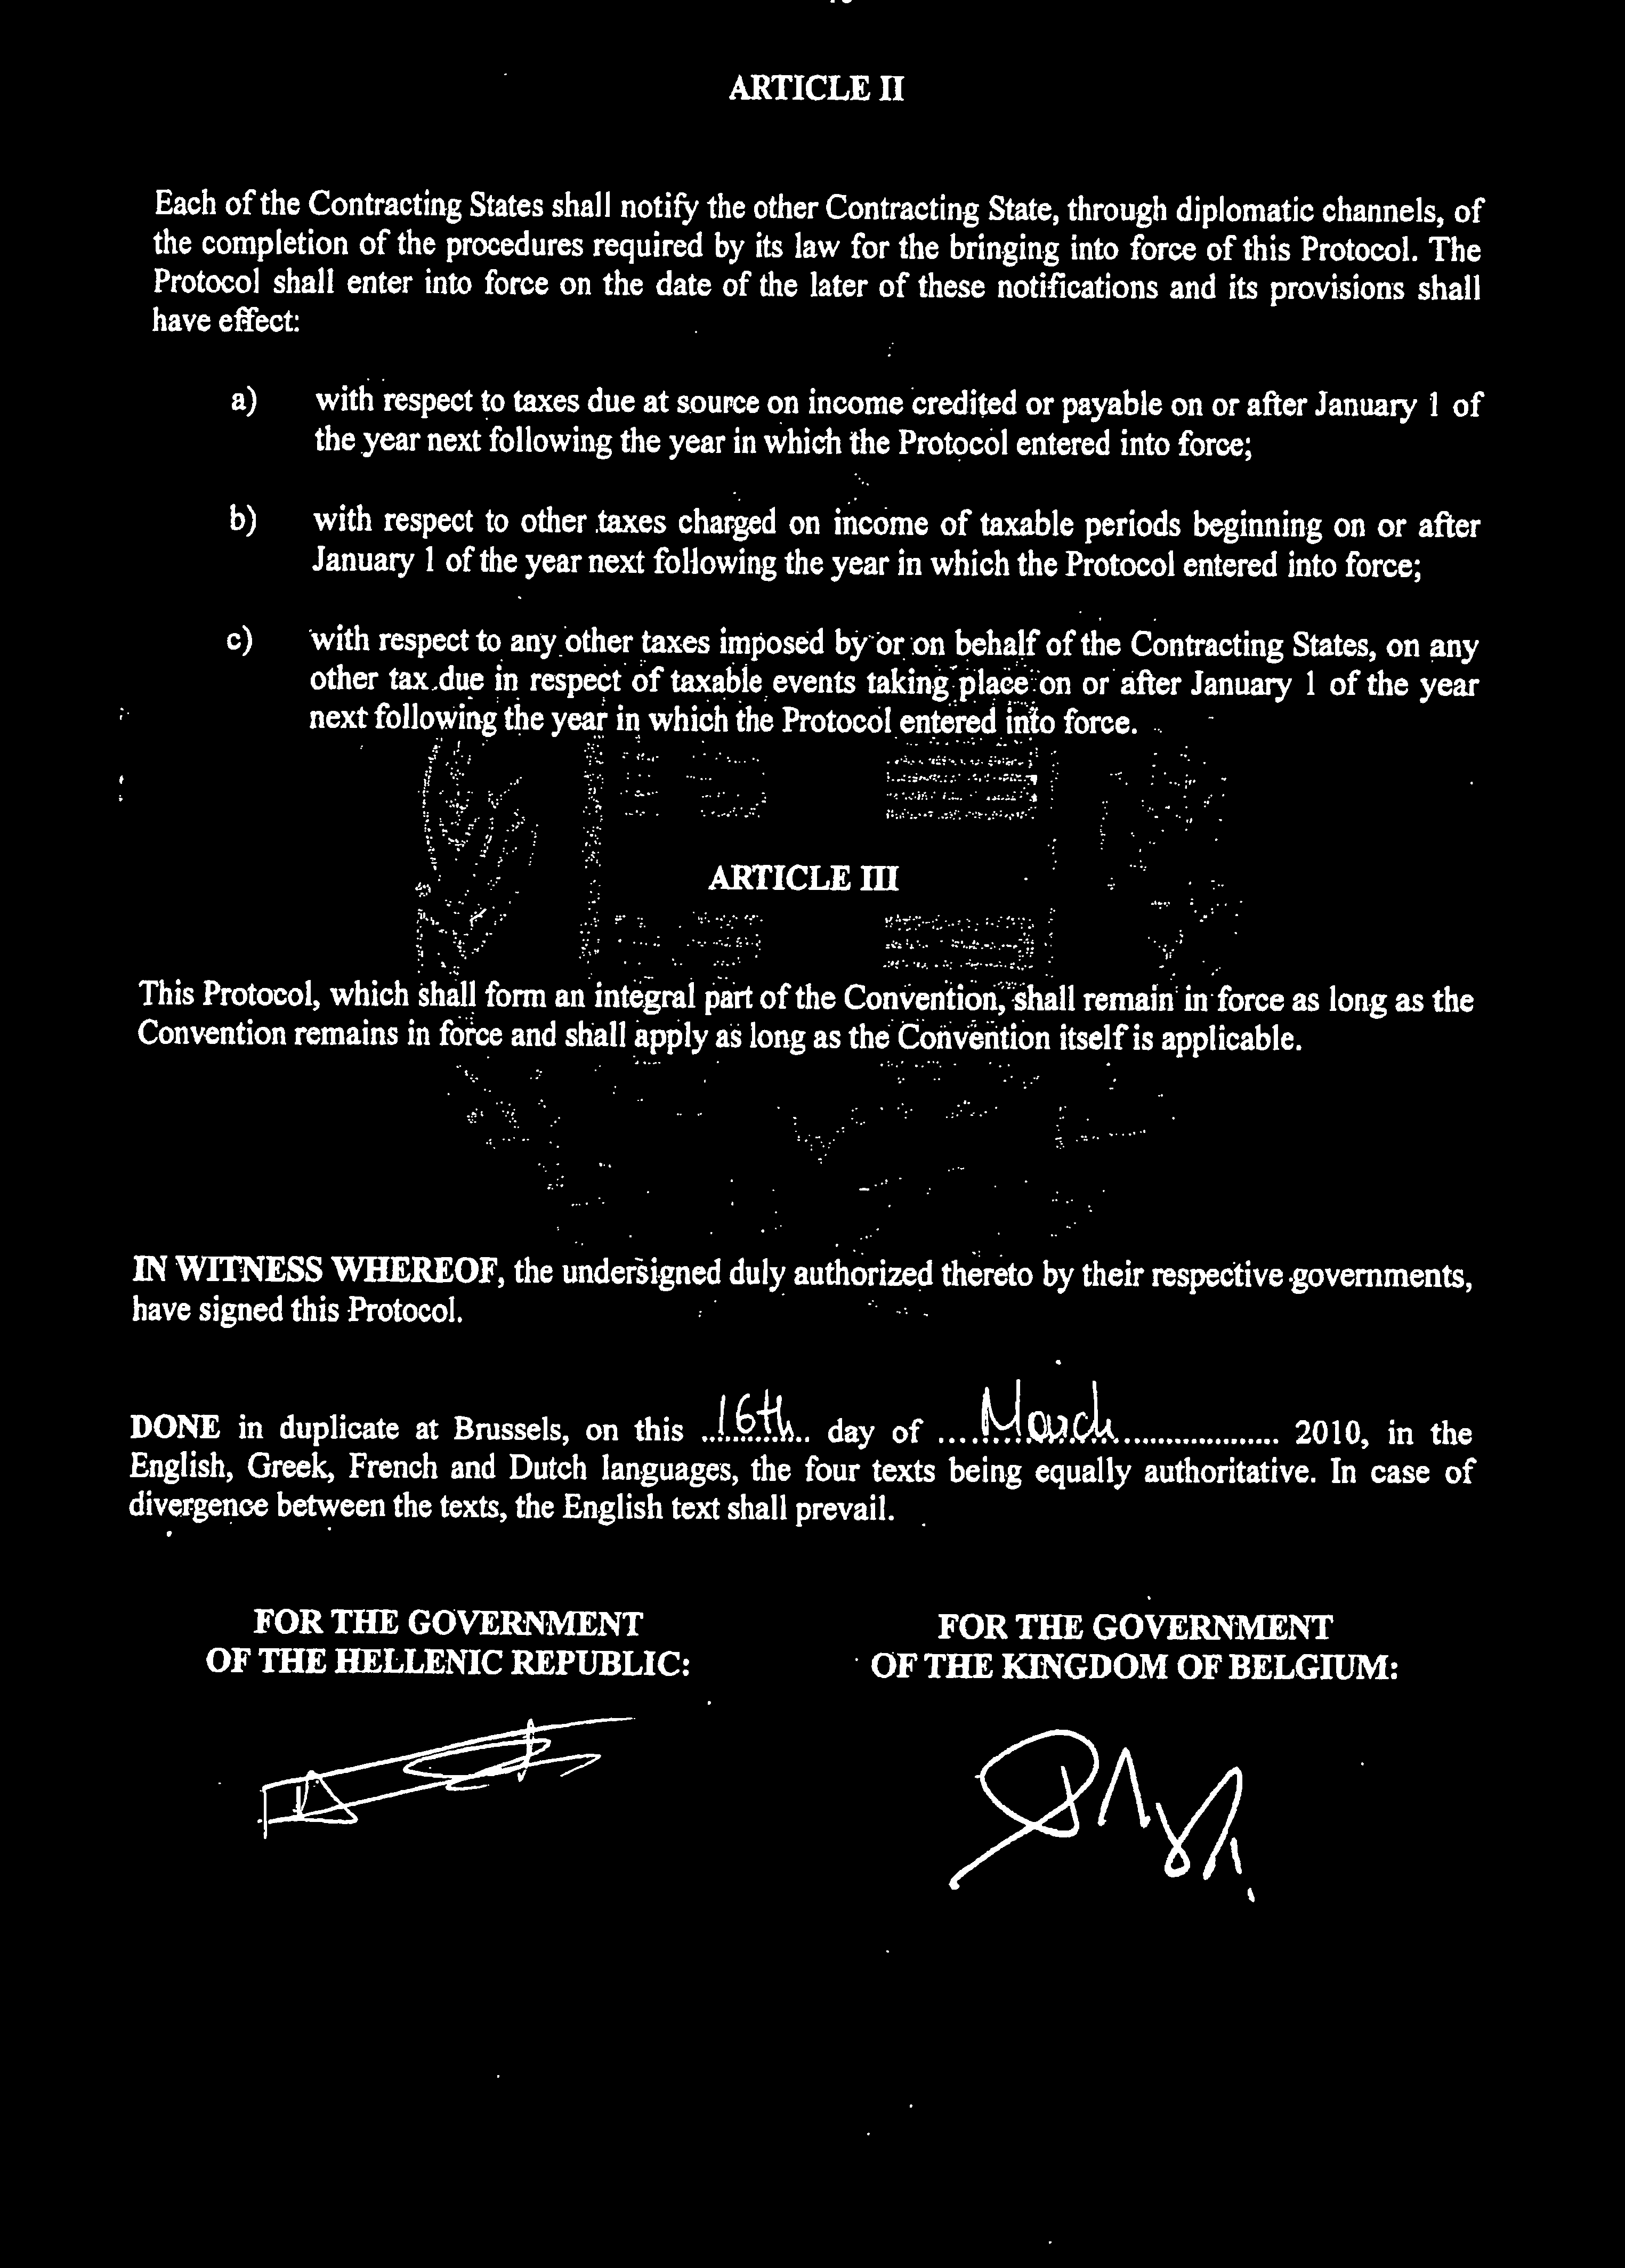 ARTICLE II
Each of the Contracting States shall notify the other Contracting State, through diplomatic channels, of
the completion of the procedures required by its law for the bringing into force of this Protocol. The
Protocol shall enter into force on the date of the later of these notifications and its provisions shall
have effect:
a) with respect to taxes due at source on income credited or payable on or after January 1 of
the year next following the year in which the Protocol entered into force;
b) with respect to other taxes charged on income of taxable periods beginning on or after
January 1 of the year next following the year in which the Protocol entered into force;
c) with respect to any other taxes imposed by or on behalf of the Contracting States, on any
other tax due in respect of taxable events taking place on or after January 1 of the year
next following the year in which the Protocol entered into force.
ARTICLE III
This Protocol, which shall form an integral part of the Convention, shall remain in force as long as the
Convention remains in force and shall apply as long as the Convention itself is applicable.
IN WITNESS WHEREOF, the undersigned duly authorized thereto by their respective governments,
have signed this Protocol.
DONE in duplicate at Brussels, on this 16th day of March 2010, in the
English, Greek, French and Dutch languages, the four texts being equally authoritative. In case of
divergence between the texts, the English text shall prevail.
FOR THE GOVERNMENT
OF THE HELLENIC REPUBLIC:
FOR THE GOVERNMENT
OF THE KINGDOM OF BELGIUM: